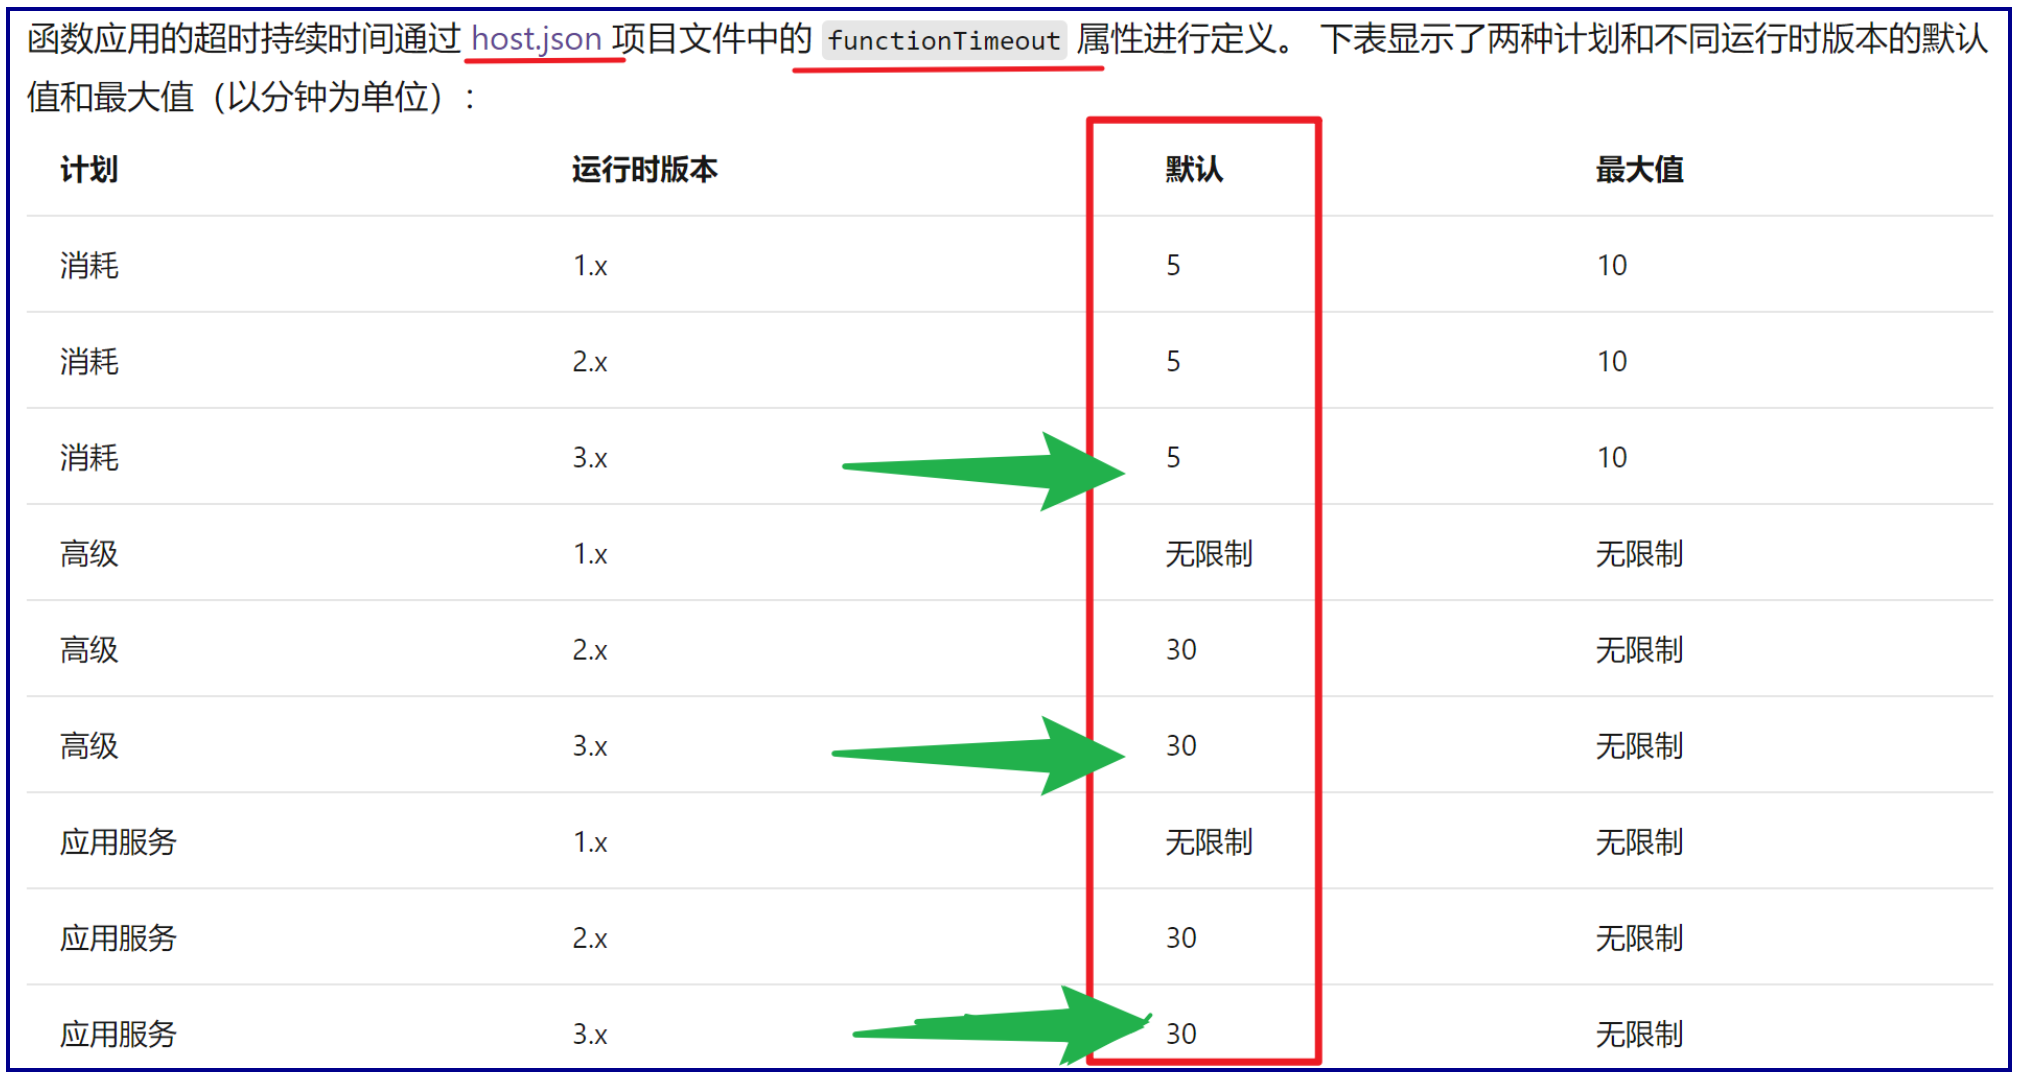 函数应用的超时持续时间通过 host.json 项目文件中的 functionTimeout 属性进行定义。 下表显示了两种计划和不同运行时版本的默认
值和最大值（以分钟为单位）:
计划 运行时版本 默认 最大值
消耗 1.x 5 10
消耗 2.x 5 10
消耗 3.x 5 10
高级 1.x 无限制 无限制
高级 2.x 30 无限制
高级 3.x 30 无限制
应用服务 1.x 无限制 无限制
应用服务 2.x 30 无限制
应用服务 3.x 30 无限制